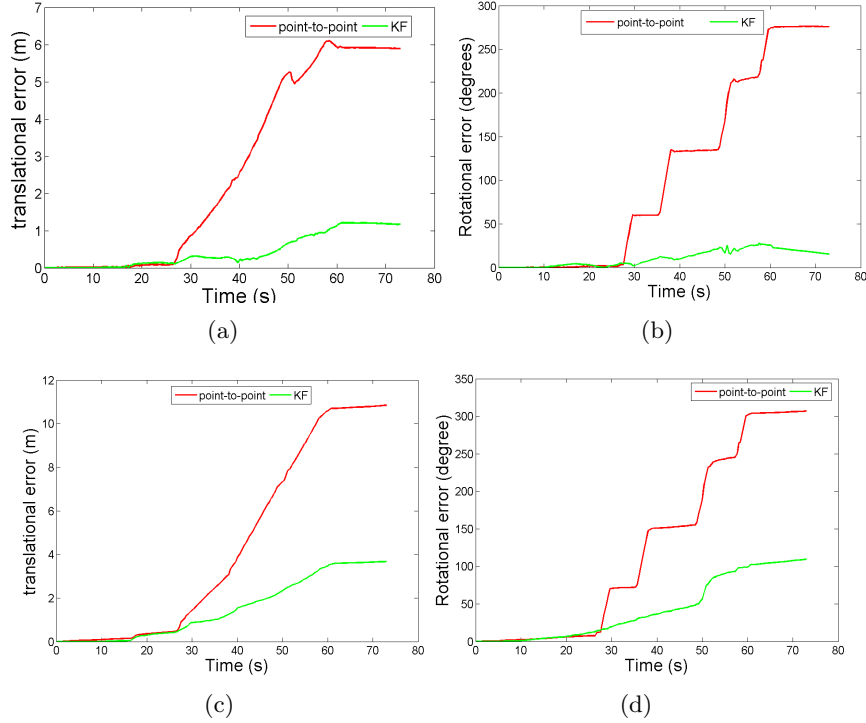 point-to-point KF
translational error (m)
6
5
4
3
2
1
0
0 10 20 30 40 50 60 70 80
Time (s)
(a)
point-to-point KF
Rotational error (degrees)
300
250
200
150
100
50
0
0 10 20 30 40 50 60 70 80
Time (s)
(b)
point-to-point KF
translational error (m)
12
10
8
6
4
2
0
0 10 20 30 40 50 60 70 80
Time (s)
(c)
point-to-point KF
Rotational error (degree)
350
300
250
200
150
100
50
0
0 10 20 30 40 50 60 70 80
Time (s)
(d)